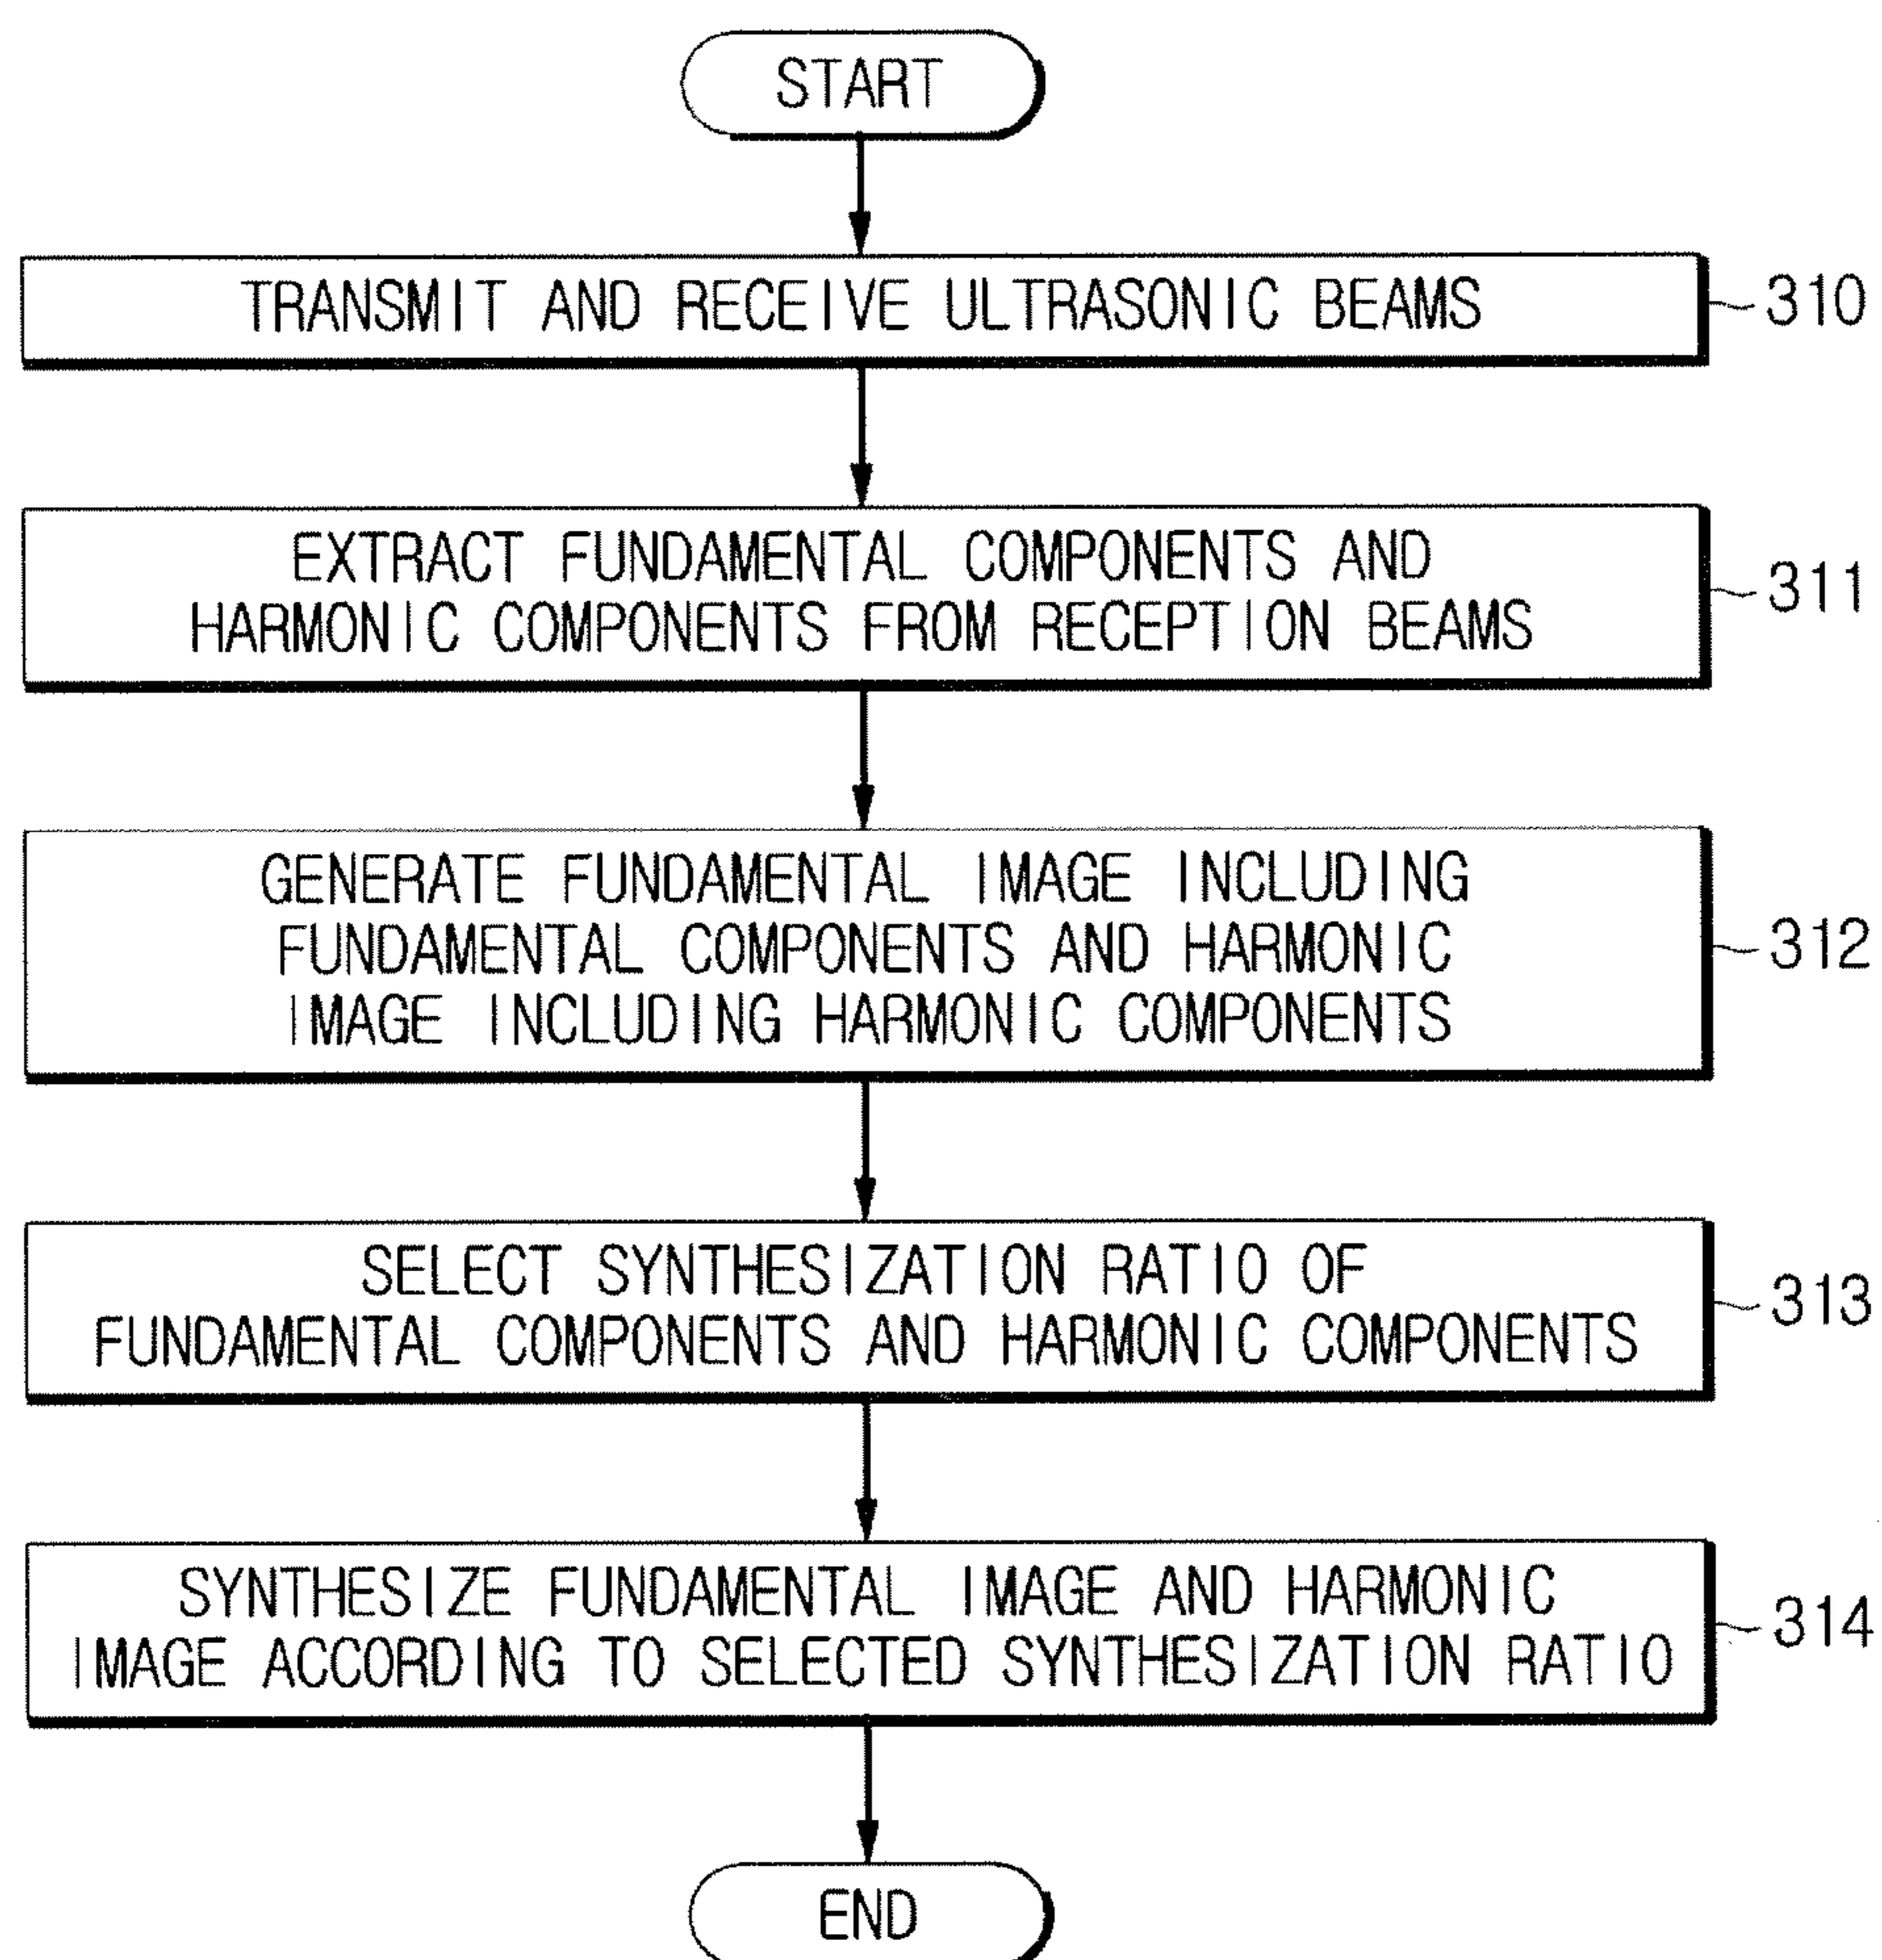 START
TRANSMIT AND RECEIVE ULTRASONIC BEAMS
310
EXTRACT FUNDAMENTAL COMPONENTS AND
HARMONIC COMPONENTS FROM RECEPTION BEAMS
311
GENERATE FUNDAMENTAL IMAGE INCLUDING
FUNDAMENTAL COMPONENTS AND HARMONIC
IMAGE INCLUDING HARMONIC COMPONENTS
312
SELECT SYNTHESIZATION RATIO OF
FUNDAMENTAL COMPONENTS AND HARMONIC COMPONENTS
313
SYNTHESIZE FUNDAMENTAL IMAGE AND HARMONIC
IMAGE ACCORDING TO SELECTED SYNTHESIZATION RATIO
314
END